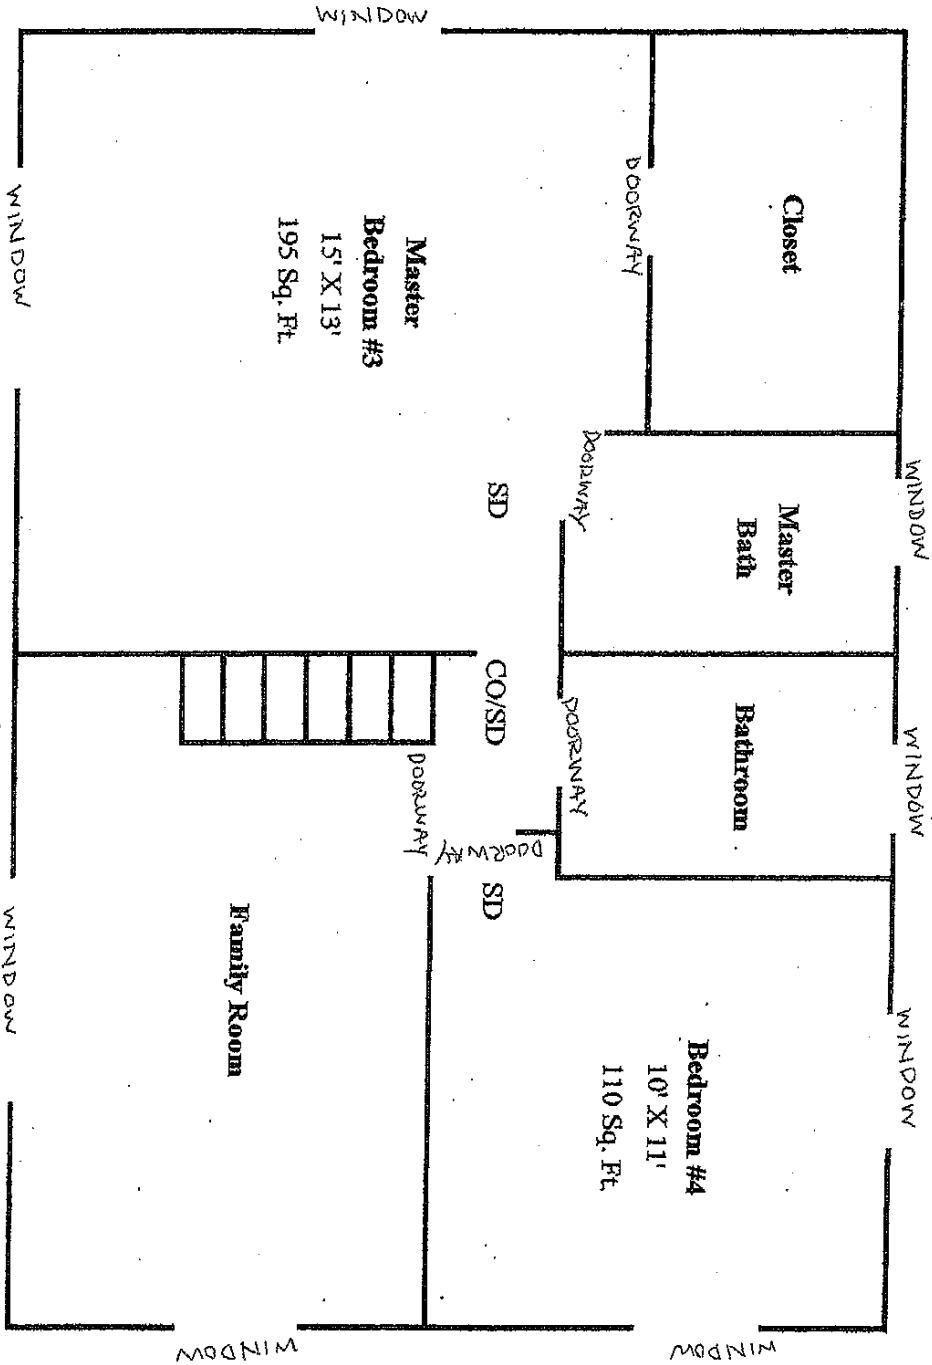 WINDOW
WINDOW
WINDOW
WINDOW
Closet
Master
Bath
Bathroom
Bedroom #4
10' X 11'
110 Sq. Ft.
DOORWAY
DOORWAY
DOORWAY
DOORWAY
DOORWAY
SD
CO/SD
SD
Master
Bedroom #3
15' X 13'
195 Sq. Ft.
Family Room
WINDOW
WINDOW
WINDOW
WINDOW